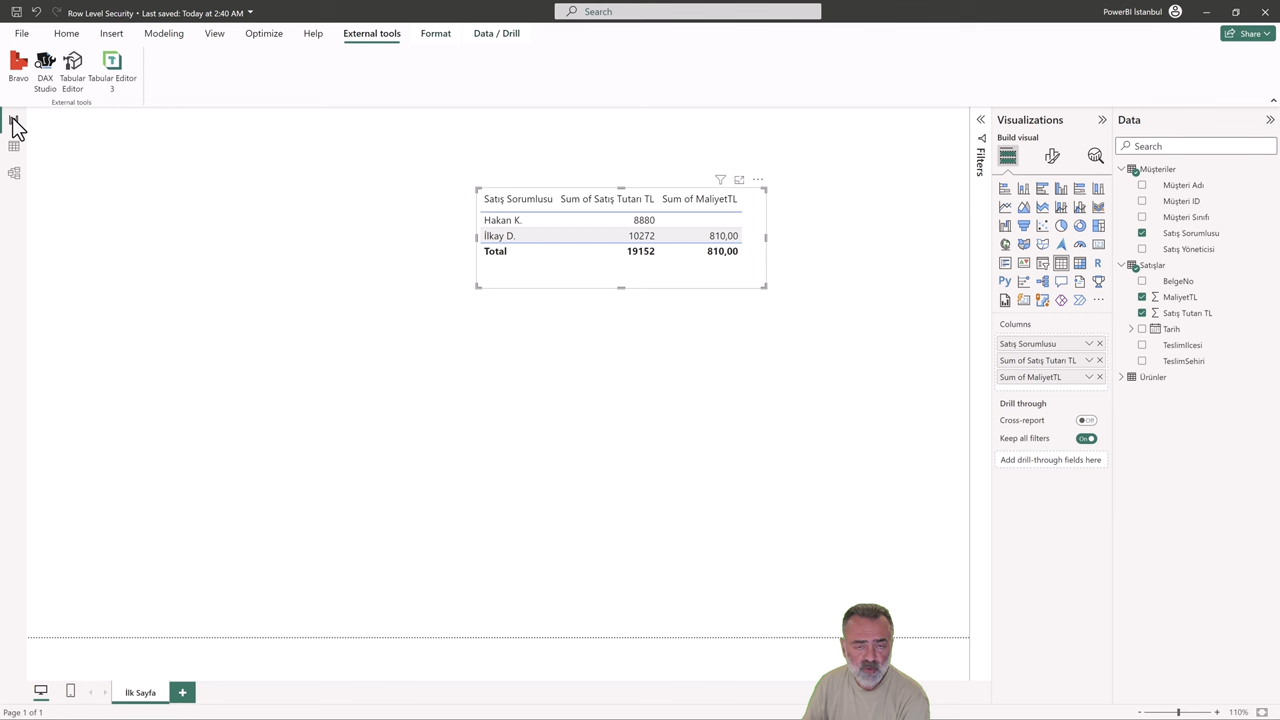 Row Level Security • Last saved: Today at 2:40 AM
Search
PowerBI İstanbul
File Home Insert Modeling View Optimize Help External tools Format Data / Drill
Share
Bravo
DAX Studio
Tabular Editor
Tabular Editor 3
External tools
Filters
Visualizations
Build visual
Satış Sorumlusu Sum of Satış Tutarı TL Sum of MaliyetTL
Hakan K. 8880
İlkay D. 10272 810,00
Total 19152 810,00
R
Py
Columns
Satış Sorumlusu
Sum of Satış Tutarı TL
Sum of MaliyetTL
Drill through
Cross-report Off
Keep all filters On
Add drill-through fields here
Data
Search
Müşteriler
Müşteri Adı
Müşteri ID
Müşteri Sınıfı
Satış Sorumlusu
Satış Yöneticisi
Satışlar
BelgeNo
MaliyetTL
Satış Tutarı TL
Tarih
TeslimIlcesi
TeslimSehiri
Ürünler
İlk Sayfa
Page 1 of 1
110%